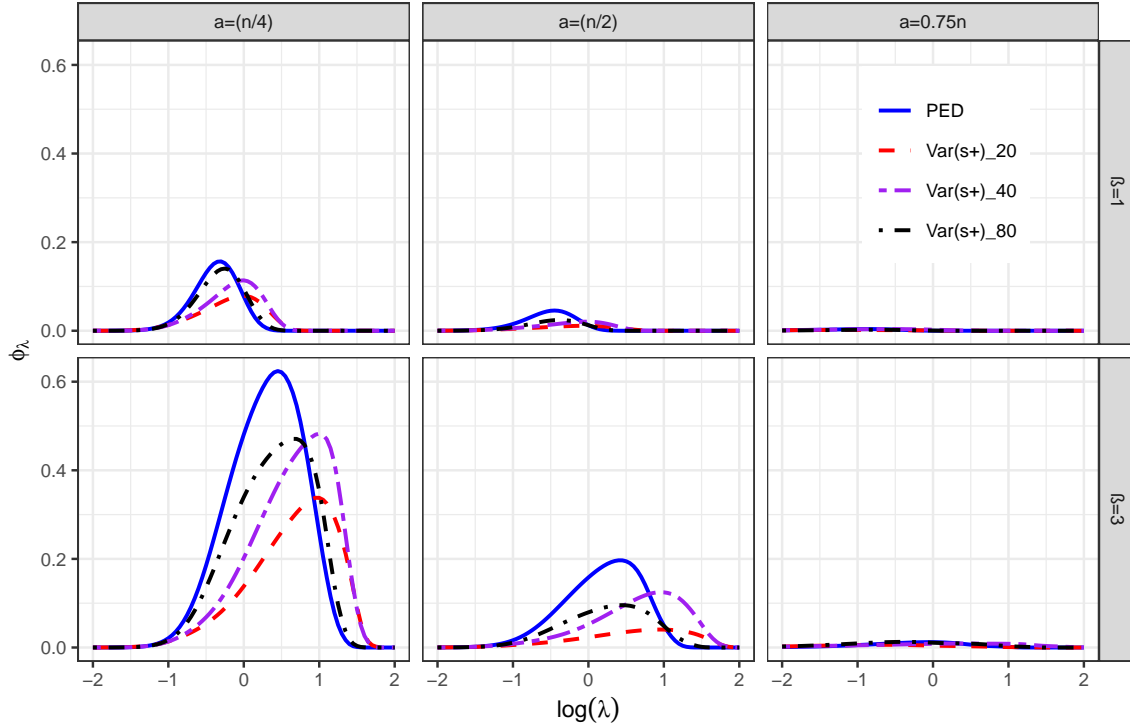 a=(n/4) a=(n/2) a=0.75n
0.6
0.4
0.2
0.0
PED
Var(s+)_20
Var(s+)_40
Var(s+)_80
ß=1
ϕλ
0.6
0.4
0.2
0.0
ß=3
−2 −1 0 1 2 −2 −1 0 1 2 −2 −1 0 1 2
log(λ)